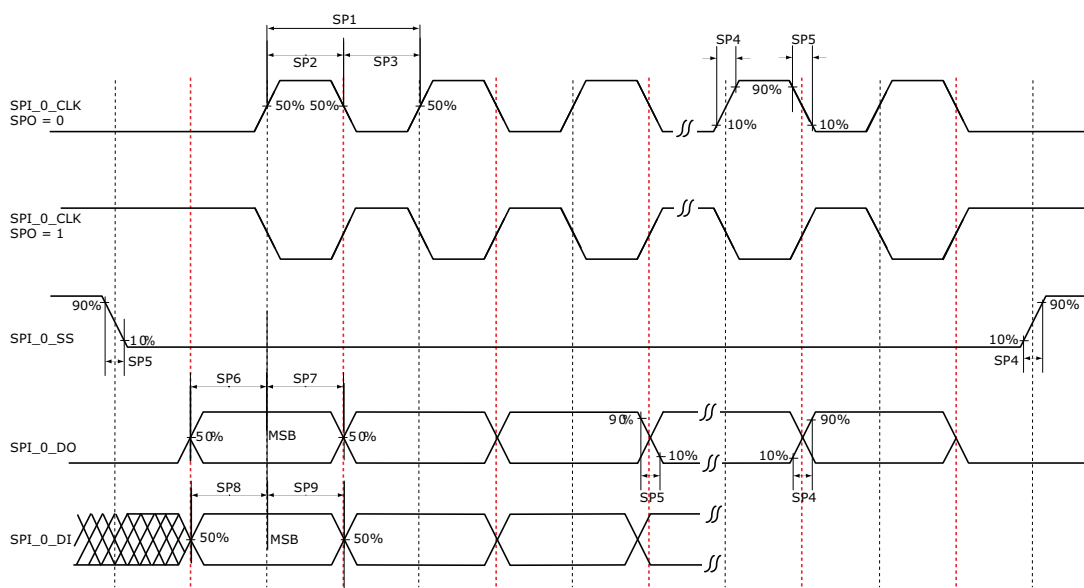 SP1
SP4 SP5
SP2 SP3
SPI_0_CLK
SPO = 0
50% 50% 50% 90%
10% 10%
SPI_0_CLK
SPO = 1
90% 90%
SPI_0_SS 10% 10%
SP5 SP4
SP6 SP7
90% 90%
50% MSB 50%
SPI_0_DO
10% 10%
SP8 SP9 SP5 SP4
SPI_0_DI 50% MSB 50%